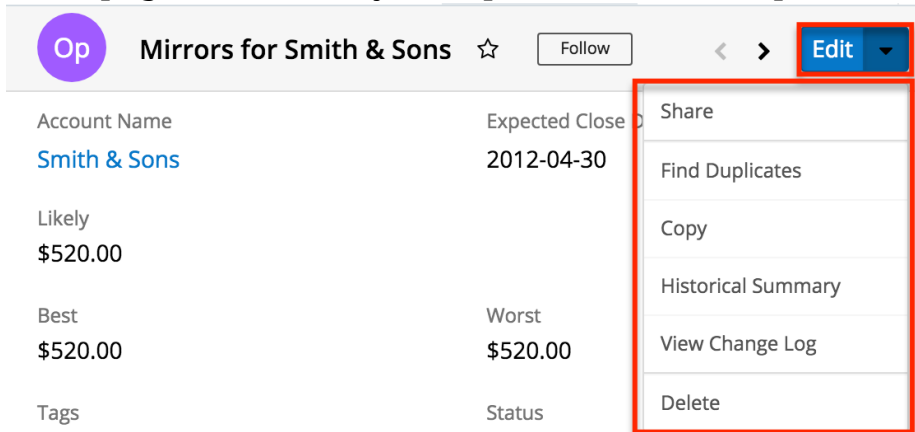 Op Mirrors for Smith & Sons Follow Edit
Account Name Expected Close D
Smith & Sons 2012-04-30
Likely
$520.00
Best Worst
$520.00 $520.00
Tags Status
Share
Find Duplicates
Copy
Historical Summary
View Change Log
Delete